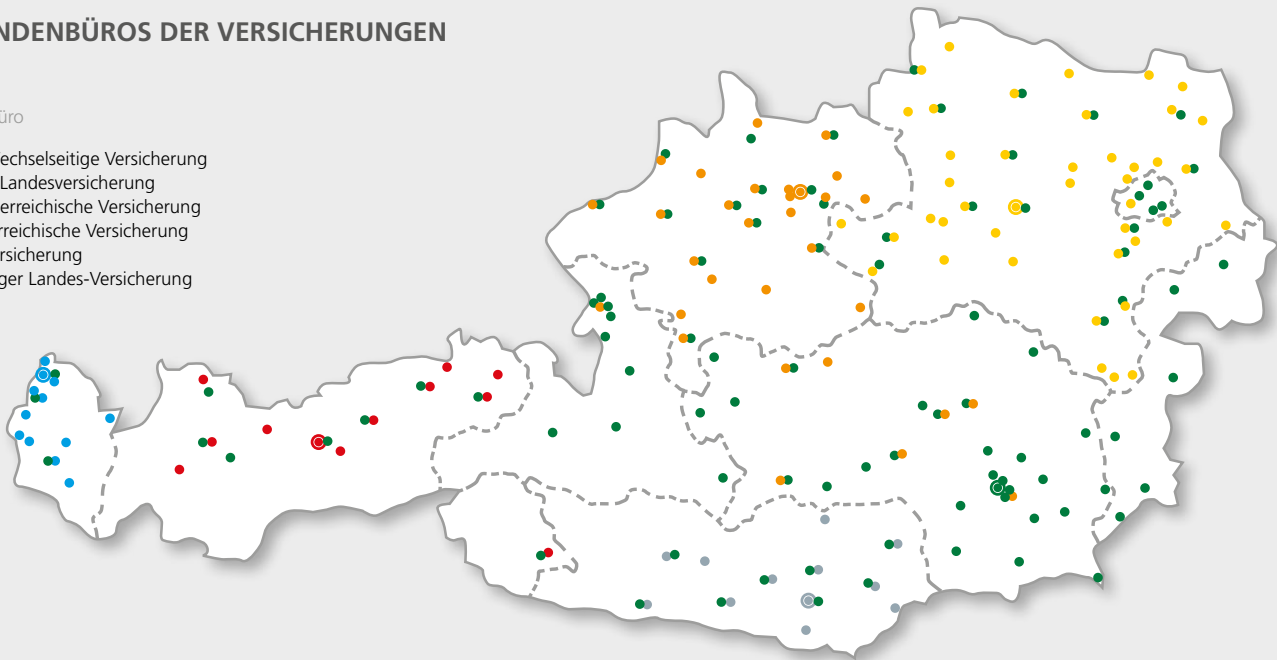 NDENBÜROS DER VERSICHERUNGEN
üro
echselseitige Versicherung
Landesversicherung
erreichische Versicherung
rreichische Versicherung
rsicherung
ger Landes-Versicherung